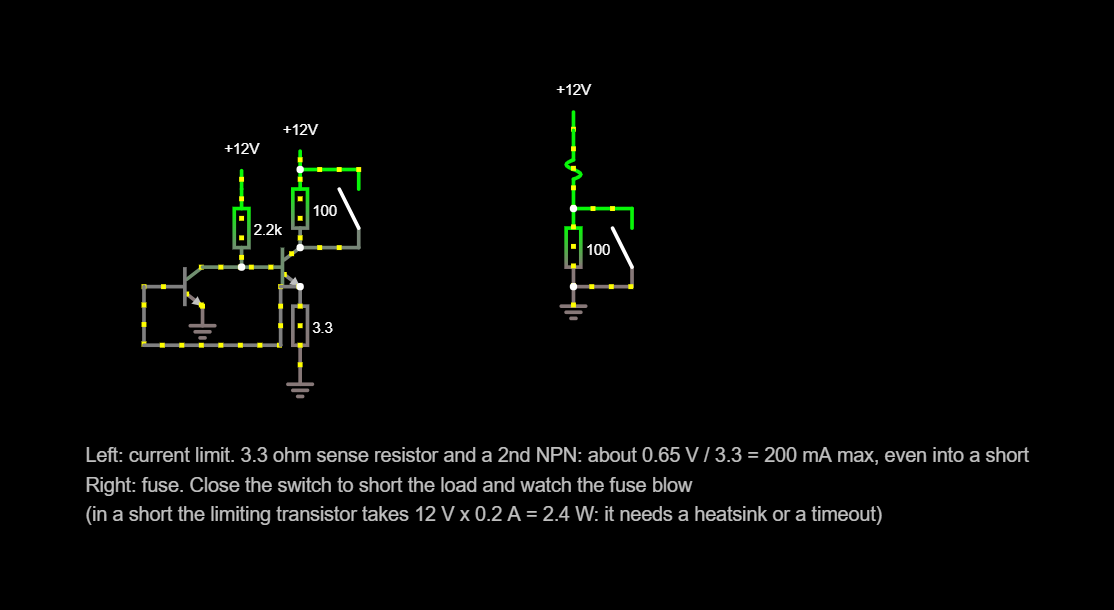 +12V
+12V
+12V
100
2.2k
100
3.3
Left: current limit. 3.3 ohm sense resistor and a 2nd NPN: about 0.65 V / 3.3 = 200 mA max, even into a short
Right: fuse. Close the switch to short the load and watch the fuse blow
(in a short the limiting transistor takes 12 V x 0.2 A = 2.4 W: it needs a heatsink or a timeout)